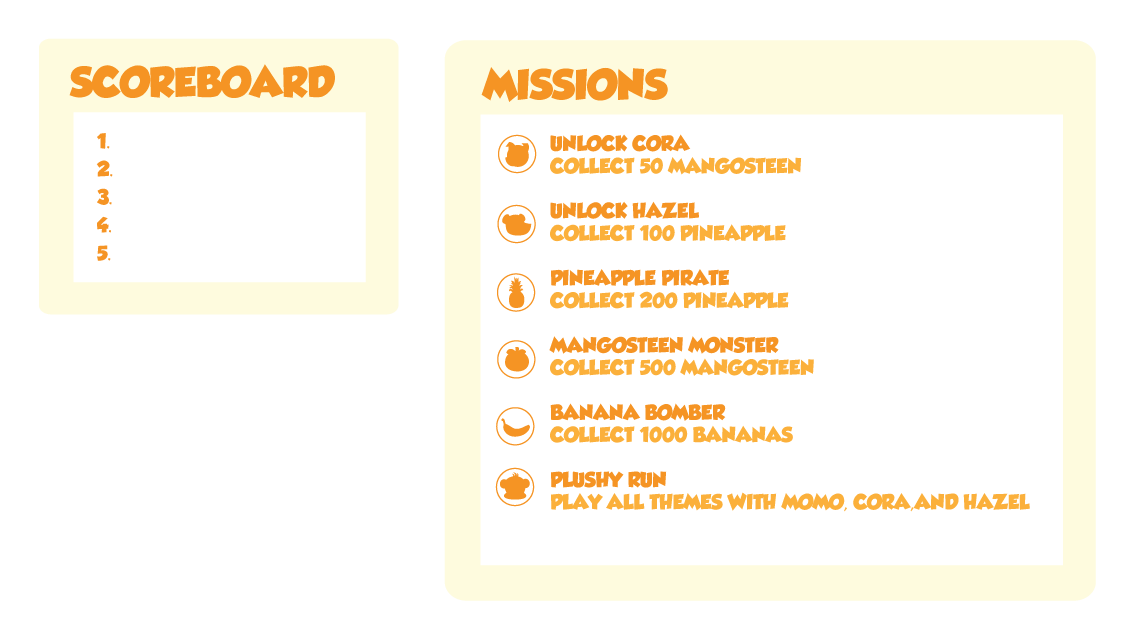 SCOREBOARD
1.
2.
3.
4.
5.
MISSIONS
UNLOCK CORA
COLLECT 50 MANGOSTEEN
UNLOCK HAZEL
COLLECT 100 PINEAPPLE
PINEAPPLE PIRATE
COLLECT 200 PINEAPPLE
MANGOSTEEN MONSTER
COLLECT 500 MANGOSTEEN
BANANA BOMBER
COLLECT 1000 BANANAS
PLUSHY RUN
PLAY ALL THEMES WITH MOMO, CORA,AND HAZEL